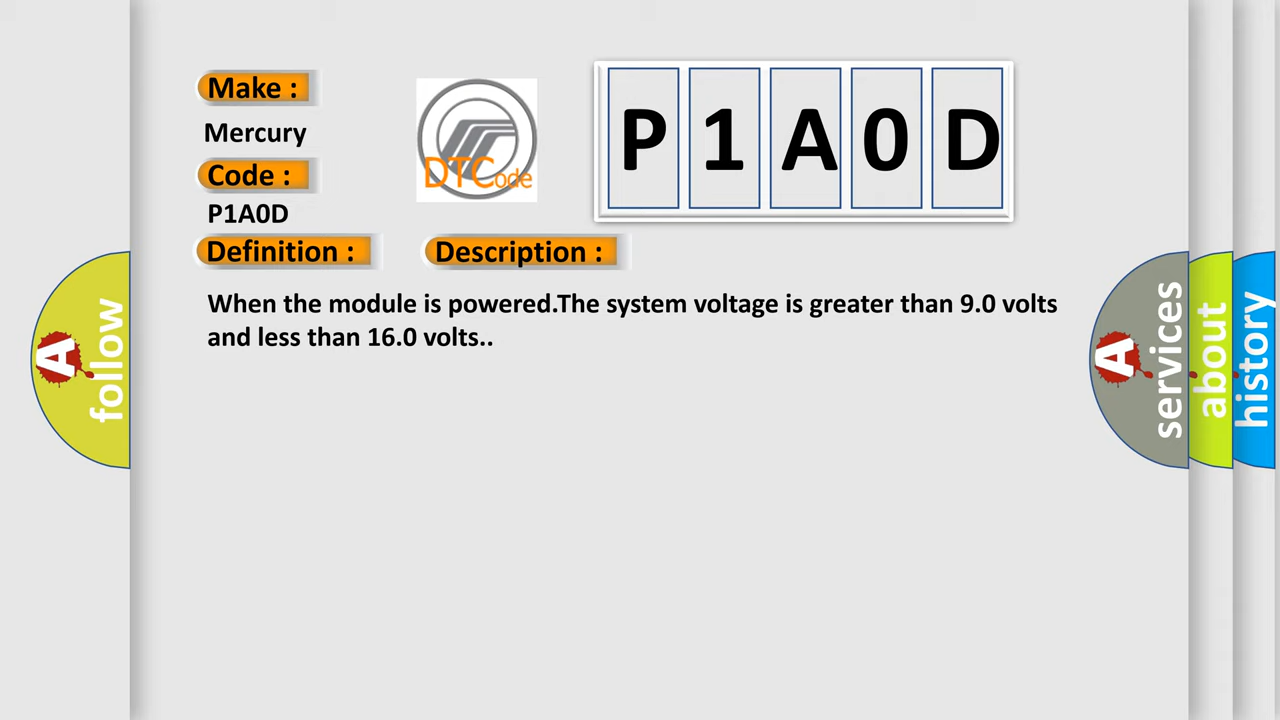 Make :
Mercury
Code :
P1A0D
Definition :
Description :
When the module is powered.The system voltage is greater than 9.0 volts
and less than 16.0 volts..
DTCode
P 1 A 0 D
A follow
A services
about
history